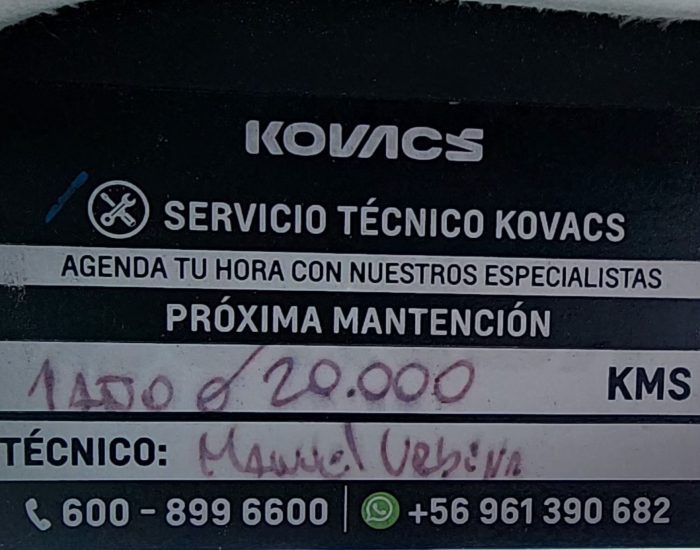 KOVACS
SERVICIO TÉCNICO KOVACS
AGENDA TU HORA CON NUESTROS ESPECIALISTAS
PRÓXIMA MANTENCIÓN
1 AÑO ó 20.000 KMS
TÉCNICO: Manuel Urbina
600 - 899 6600 | +56 961 390 682